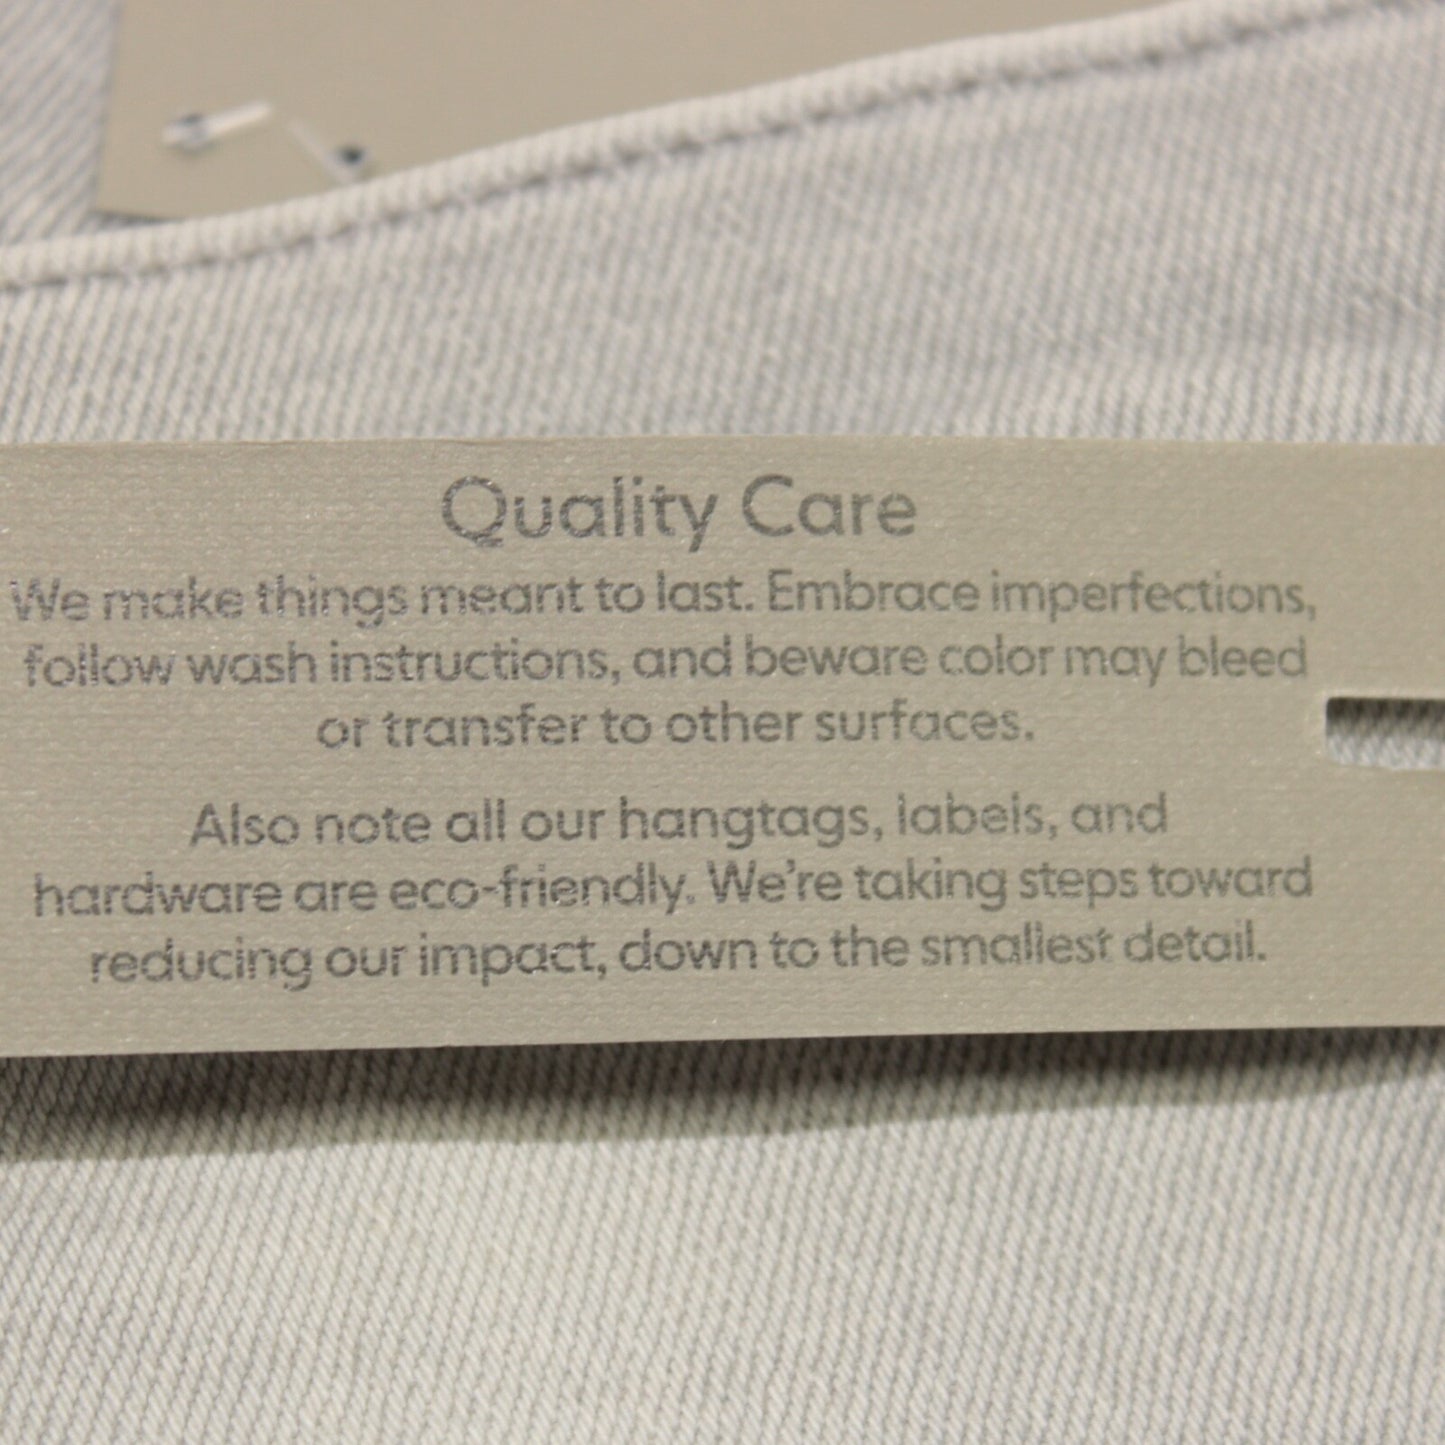 Quality Care
We make things meant to last. Embrace imperfections,
follow wash instructions, and beware color may bleed
or transfer to other surfaces.
Also note all our hangtags, labels, and
hardware are eco-friendly. We're taking steps toward
reducing our impact, down to the smallest detail.